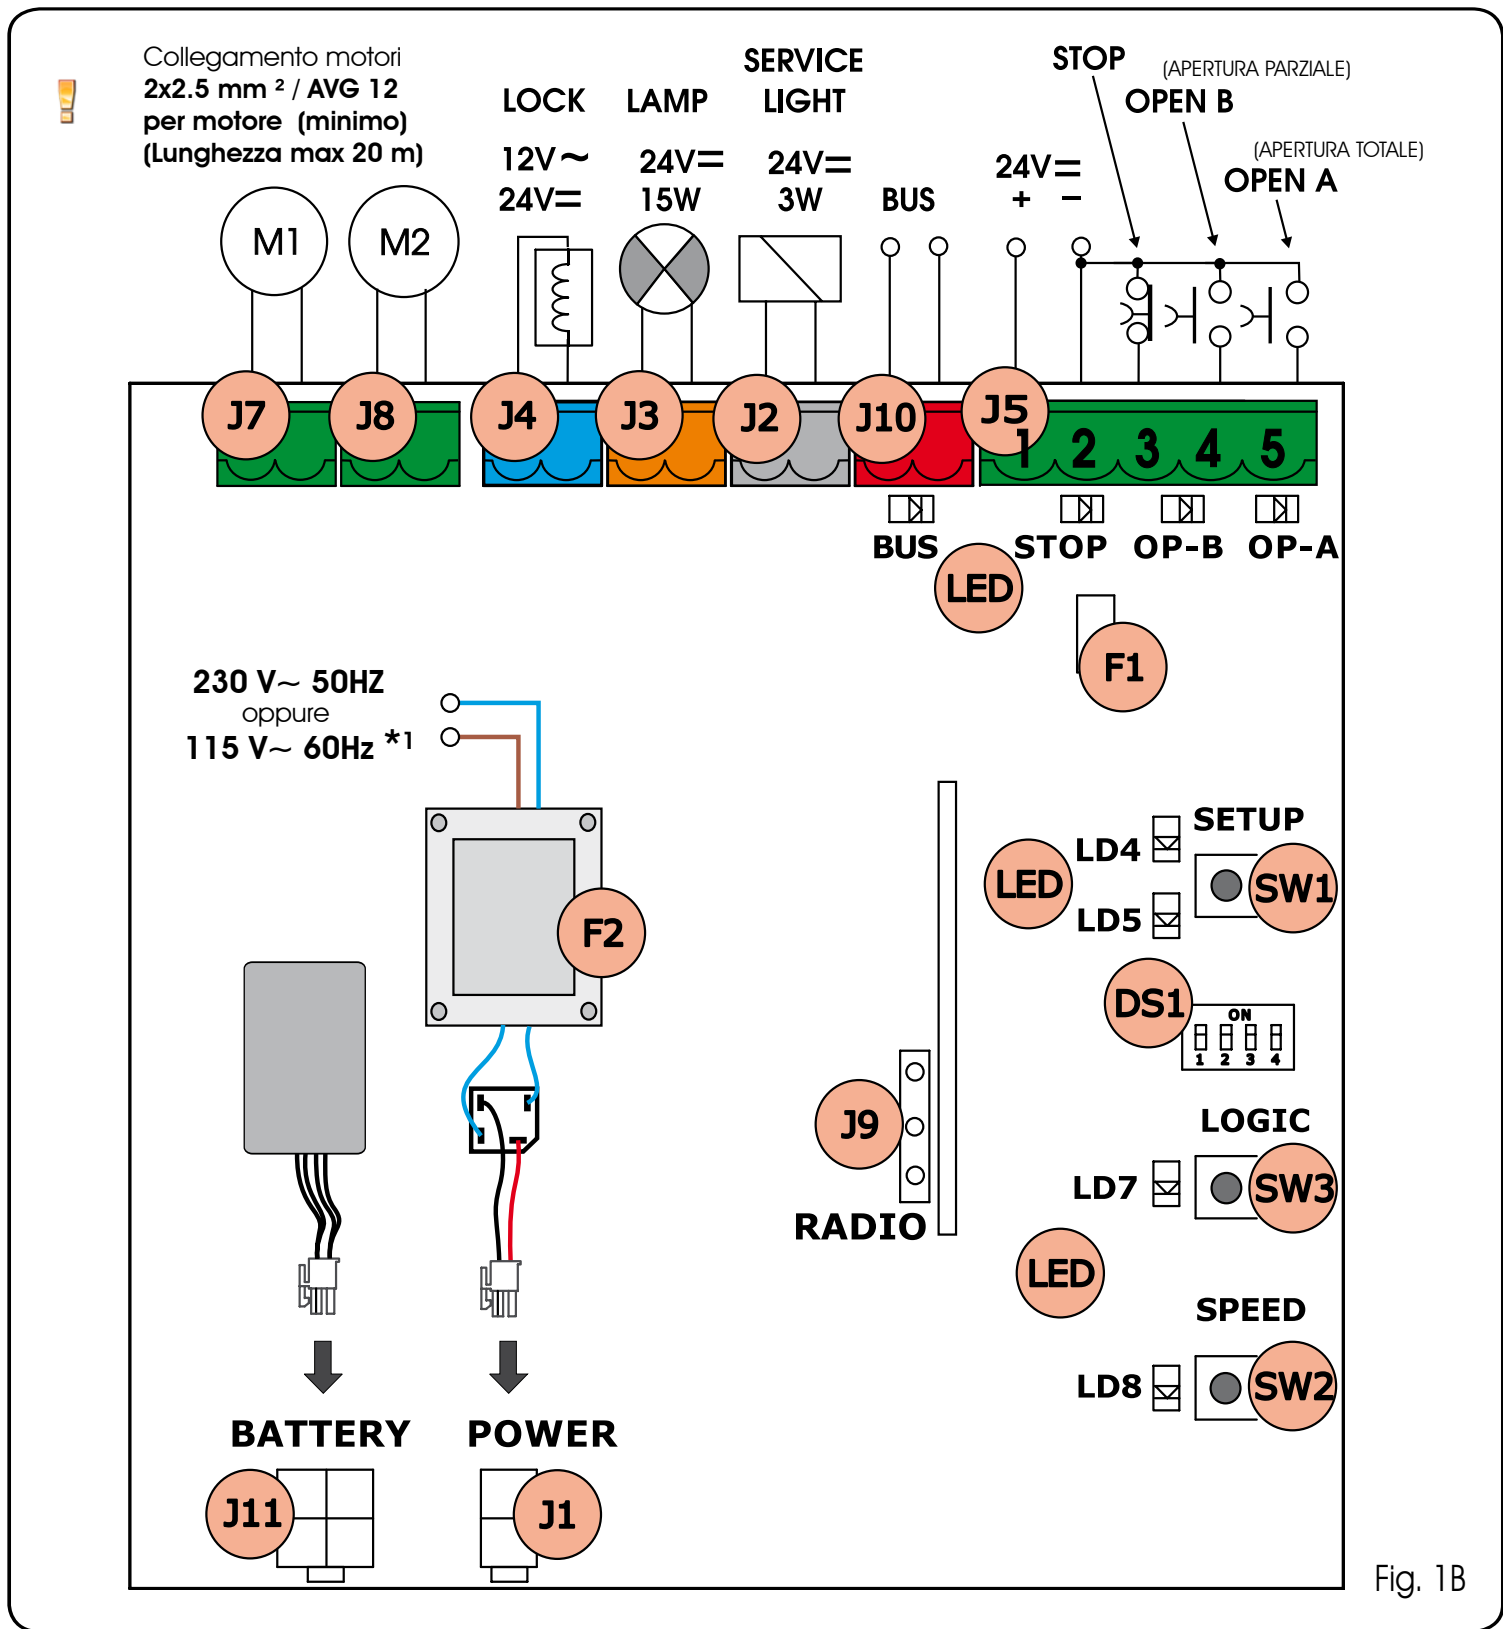 Collegamento motori
2x2.5 mm ² / AVG 12
per motore (minimo)
(Lunghezza max 20 m)
LOCK
12V~
24V=
LAMP
24V=
15W
SERVICE
LIGHT
24V=
3W
BUS
24V=
+ -
STOP
(APERTURA PARZIALE)
OPEN B
(APERTURA TOTALE)
OPEN A
M1
M2
J7
J8
J4
J3
J2
J10
J5
1 2 3 4 5
BUS
STOP
OP-B
OP-A
LED
F1
230 V~ 50HZ
oppure
115 V~ 60Hz *1
F2
SETUP
LD4
LED
SW1
LD5
DS1
ON
1 2 3 4
J9
RADIO
LOGIC
LD7
SW3
LED
SPEED
LD8
SW2
BATTERY
POWER
J11
J1
Fig. 1B